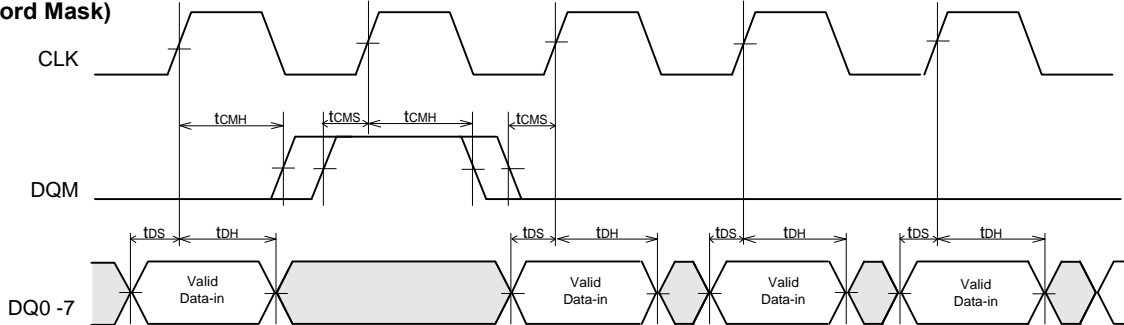 ord Mask)
CLK
tCMH tCMS tCMH tCMS
DQM
tDS tDH tDS tDH tDS tDH tDS tDH
Valid Data-in Valid Data-in Valid Data-in Valid Data-in
DQ0 -7